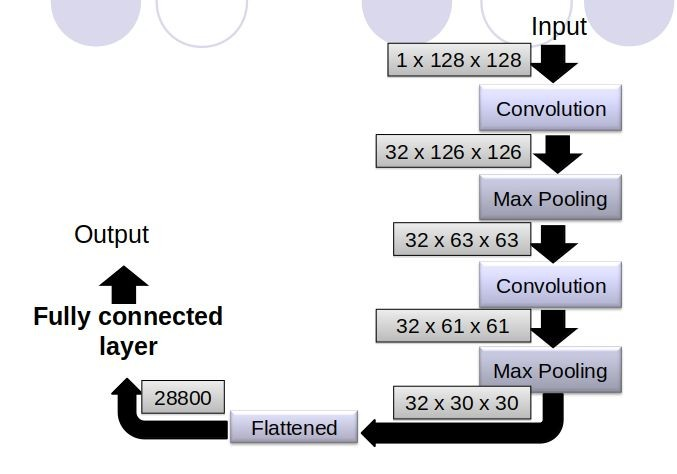 Input
1 x 128 x 128
Convolution
32 x 126 x 126
Max Pooling
32 x 63 x 63
Convolution
32 x 61 x 61
Max Pooling
32 x 30 x 30
Flattened
28800
Fully connected
layer
Output